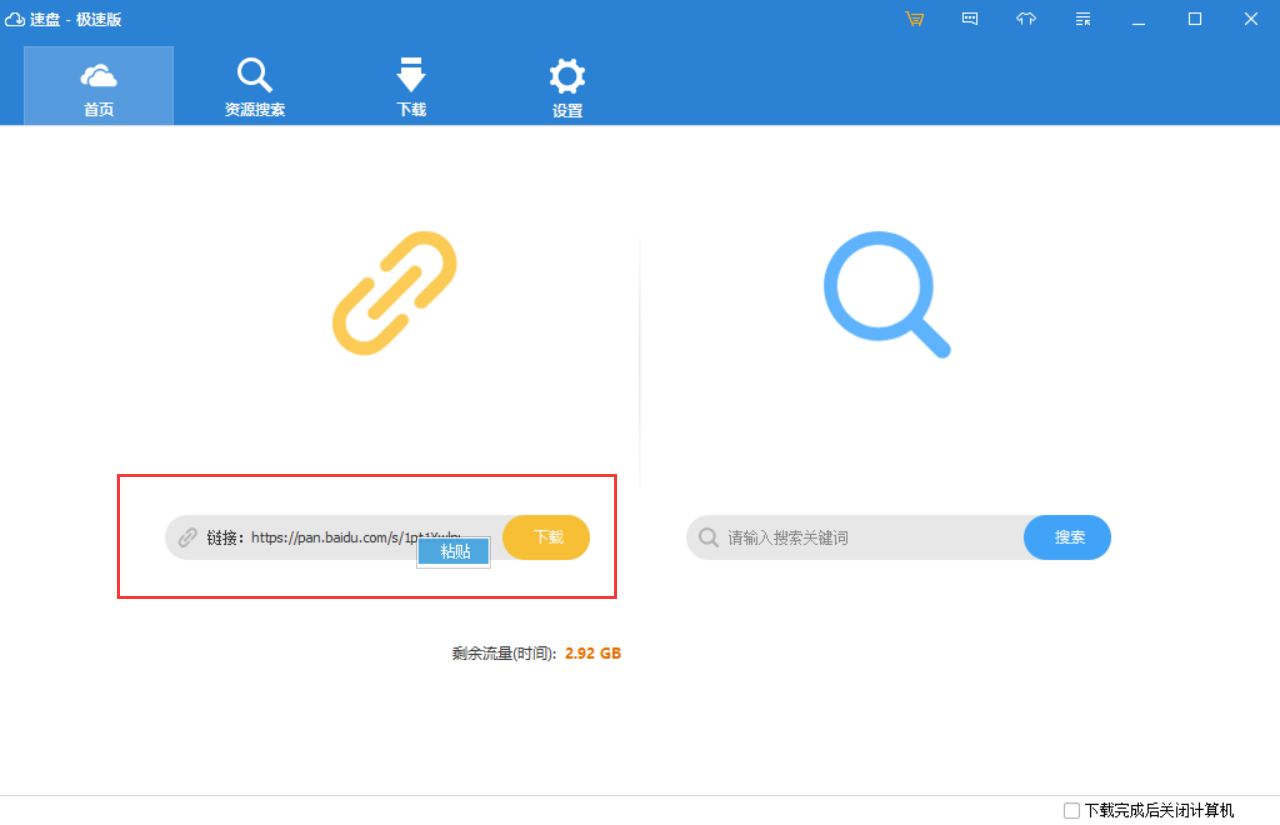 速盘 - 极速版
首页
资源搜索
下载
设置
链接：https://pan.baidu.com/s/1pt1
下载
粘贴
请输入搜索关键词
搜索
剩余流量(时间): 2.92 GB
下载完成后关闭计算机